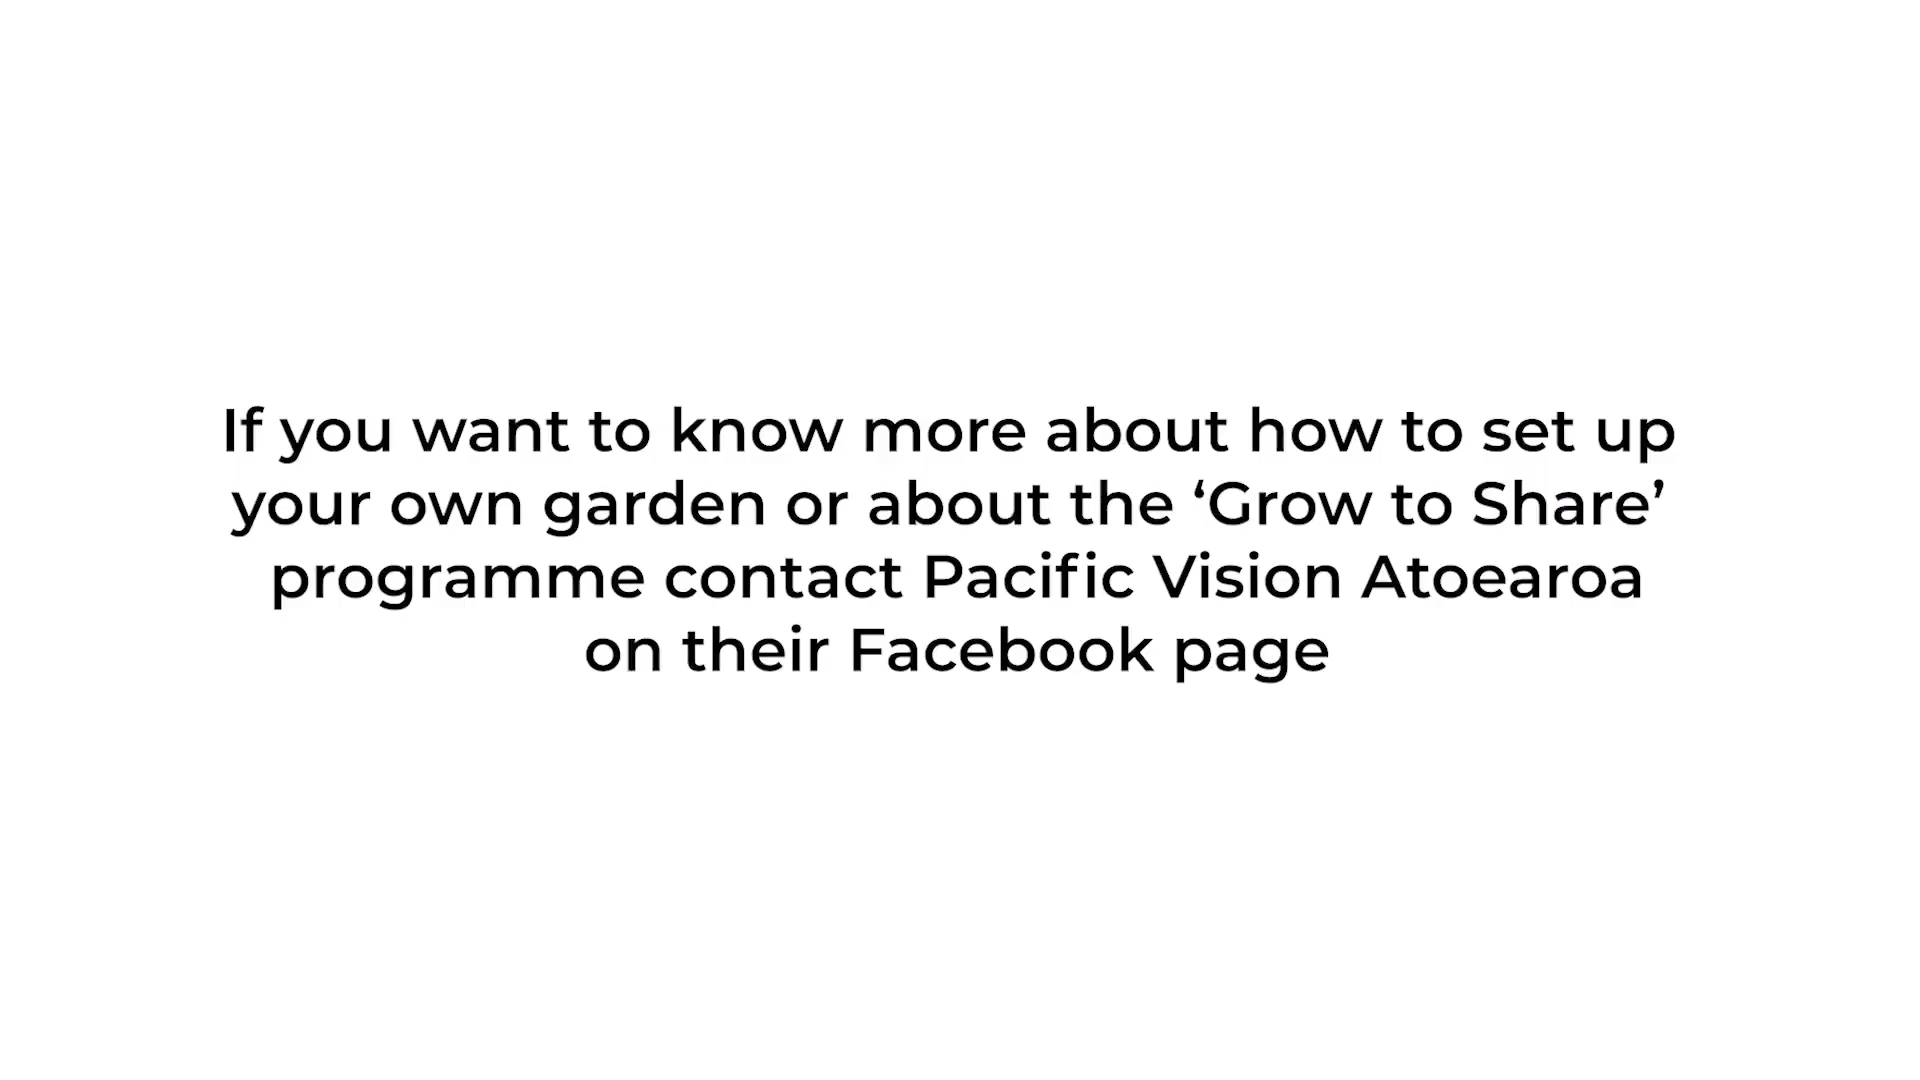 If you want to know more about how to set up
your own garden or about the ‘Grow to Share’
programme contact Pacific Vision Atoearoa
on their Facebook page